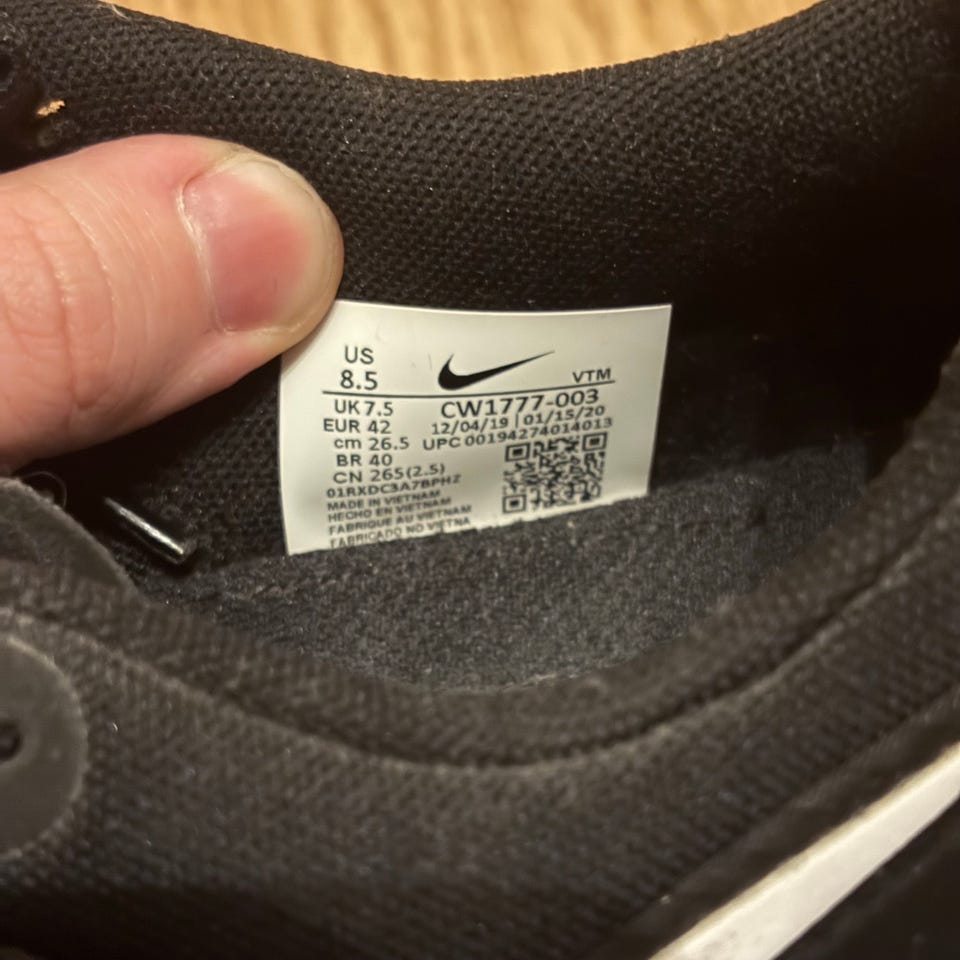 US
8.5
VTM
UK 7.5
CW1777-003
EUR 42
12/04/19 | 01/15/20
cm 26.5
UPC 00194274014013
BR 40
CN 265(2.5)
01RXDC3A7BPHZ
MADE IN VIETNAM
HECHO EN VIETNAM
FABRIQUE AU VIETNAM
FABRICADO NO VIETNA